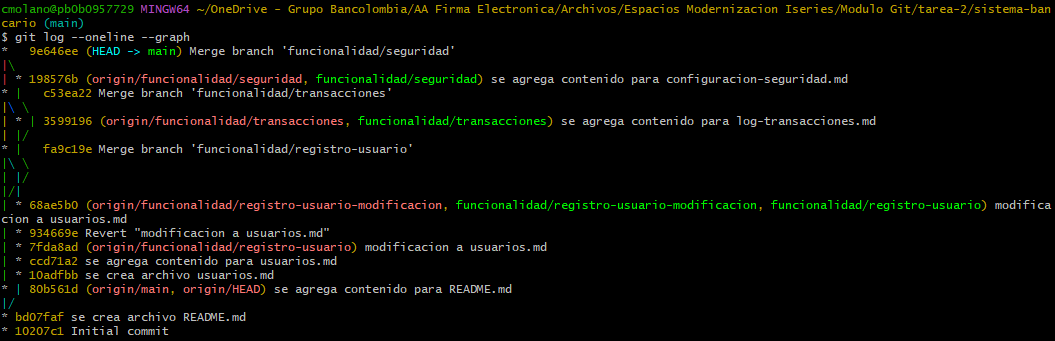 cmolano@pb0b0957729 MINGW64 ~/OneDrive - Grupo Bancolombia/AA Firma Electronica/Archivos/Espacios Modernizacion Iseries/Modulo Git/tarea-2/sistema-ban
cario (main)
$ git log --oneline --graph
*   9e646ee (HEAD -> main) Merge branch 'funcionalidad/seguridad'
|\
| * 198576b (origin/funcionalidad/seguridad, funcionalidad/seguridad) se agrega contenido para configuracion-seguridad.md
* |   c53ea22 Merge branch 'funcionalidad/transacciones'
|\ \
| * | 3599196 (origin/funcionalidad/transacciones, funcionalidad/transacciones) se agrega contenido para log-transacciones.md
| |/
* |   fa9c19e Merge branch 'funcionalidad/registro-usuario'
|\ \
| |/
|/|
| * 68ae5b0 (origin/funcionalidad/registro-usuario-modificacion, funcionalidad/registro-usuario-modificacion, funcionalidad/registro-usuario) modifica
cion a usuarios.md
| * 934669e Revert "modificacion a usuarios.md"
| * 7fda8ad (origin/funcionalidad/registro-usuario) modificacion a usuarios.md
| * ccd71a2 se agrega contenido para usuarios.md
| * 10adfbb se crea archivo usuarios.md
* | 80b561d (origin/main, origin/HEAD) se agrega contenido para README.md
|/
* bd07faf se crea archivo README.md
* 10207c1 Initial commit